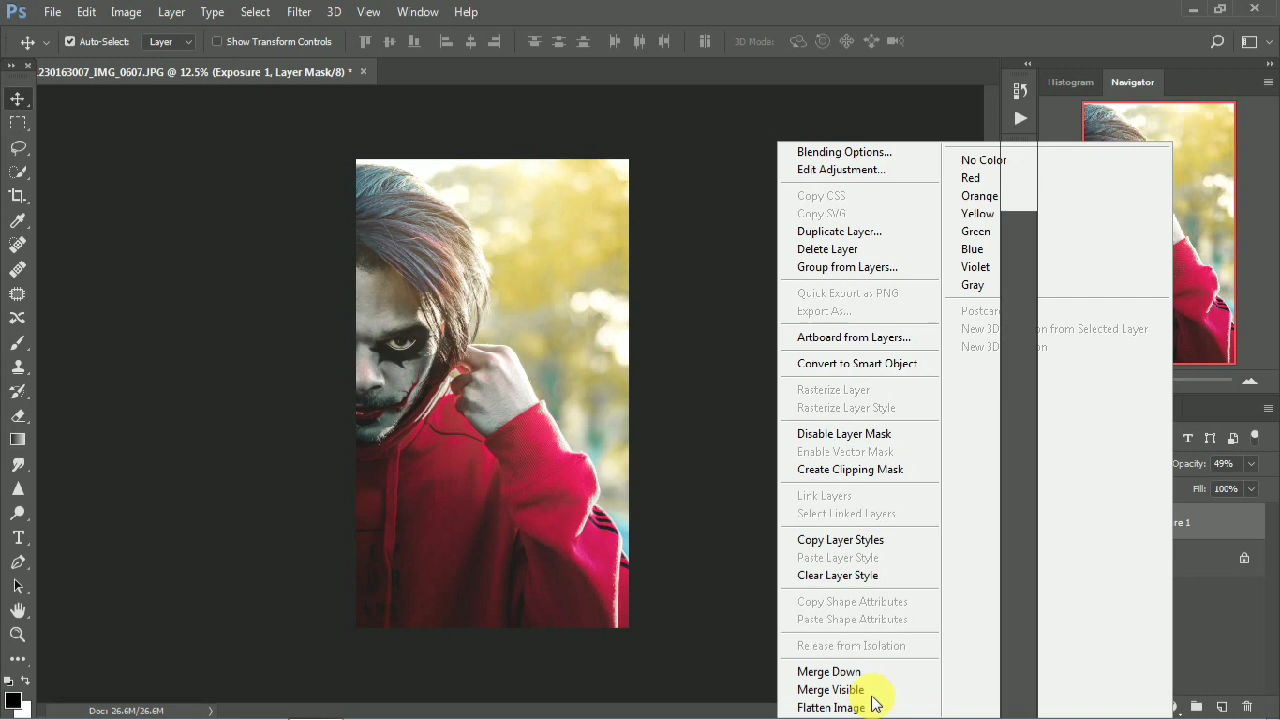 Ps File Edit Image Layer Type Select Filter 3D View Window Help
Auto-Select: Layer Show Transform Controls 3D Mode:
230163007_IMG_0607.JPG @ 12.5% (Exposure 1, Layer Mask/8) * ×
Histogram Navigator
Blending Options...
Edit Adjustment...
Copy CSS
Copy SVG
Duplicate Layer...
Delete Layer
Group from Layers...
Quick Export as PNG
Export As...
Artboard from Layers...
Convert to Smart Object
Rasterize Layer
Rasterize Layer Style
Disable Layer Mask
Enable Vector Mask
Create Clipping Mask
Link Layers
Select Linked Layers
Copy Layer Styles
Paste Layer Style
Clear Layer Style
Copy Shape Attributes
Paste Shape Attributes
Release from Isolation
Merge Down
Merge Visible
Flatten Image
No Color
Red
Orange
Yellow
Green
Blue
Violet
Gray
Postcar
New 3D on from Selected Layer
New 3D on
Opacity: 49%
Fill: 100%
re 1
Doc: 26.6M/26.6M